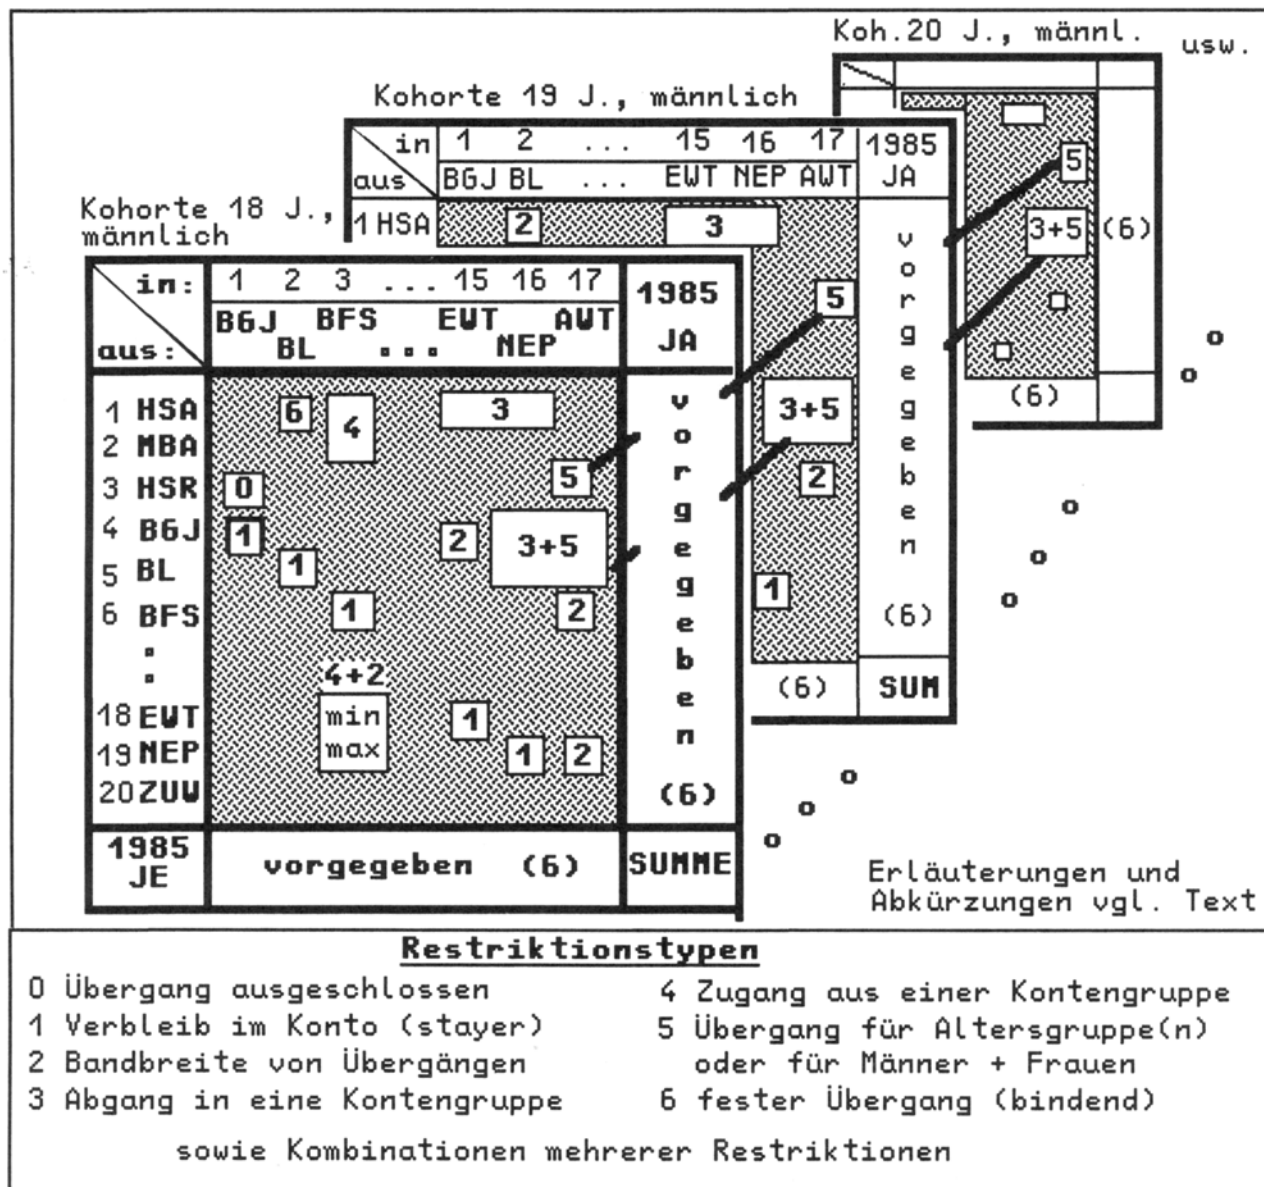 Koh.20 J., männl. usw.
(6)
5
3+5
(6)
Kohorte 19 J., männlich
in 1 2 ... 15 16 17 1985
aus B&J BL ... EWT NEP AWT JA
1 HSA 2 3
5
3+5
2
1
vorgegeben
(6)
(6) SUM
Kohorte 18 J.,
männlich
in: 1 2 3 ... 15 16 17 1985
B&J BFS EWT AWT
aus: BL ... NEP JA
1 HSA 6 4 3
2 MBA
3 HSR 0 5
4 B&J 1 2 3+5
5 BL 1
6 BFS 1 2
.
.
4+2
18 EWT min 1
19 NEP max 1 2
20 ZUW
vorgegeben
(6)
1985
JE vorgegeben (6) SUMME
Erläuterungen und
Abkürzungen vgl. Text
Restriktionstypen
0 Übergang ausgeschlossen
1 Verbleib im Konto (stayer)
2 Bandbreite von Übergängen
3 Abgang in eine Kontengruppe
4 Zugang aus einer Kontengruppe
5 Übergang für Altersgruppe(n)
oder für Männer + Frauen
6 fester Übergang (bindend)
sowie Kombinationen mehrerer Restriktionen